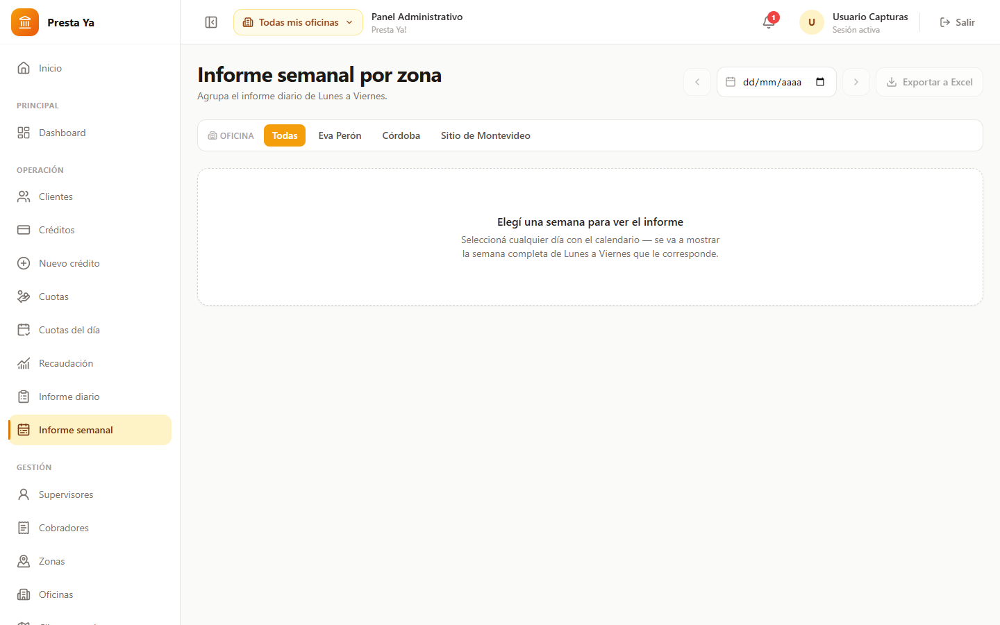 Presta Ya
Todas mis oficinas
Panel Administrativo
Presta Ya!
1
U
Usuario Capturas
Sesión activa
Salir
Inicio
PRINCIPAL
Dashboard
OPERACIÓN
Clientes
Créditos
Nuevo crédito
Cuotas
Cuotas del día
Recaudación
Informe diario
Informe semanal
GESTIÓN
Supervisores
Cobradores
Zonas
Oficinas
Informe semanal por zona
Agrupa el informe diario de Lunes a Viernes.
dd/mm/aaaa
Exportar a Excel
OFICINA Todas Eva Perón Córdoba Sitio de Montevideo
Elegí una semana para ver el informe
Seleccioná cualquier día con el calendario — se va a mostrar
la semana completa de Lunes a Viernes que le corresponde.